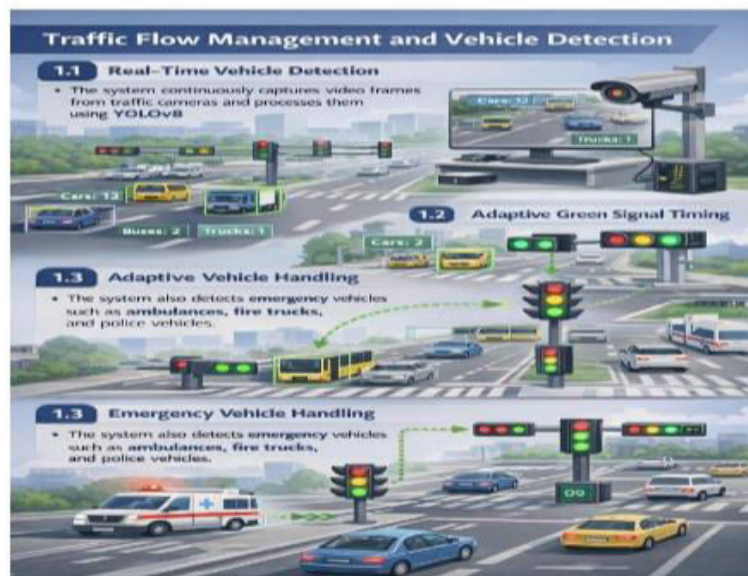 Traffic Flow Management and Vehicle Detection
1.1 Real-Time Vehicle Detection
• The system continuously captures video frames
from traffic cameras and processes them
using YOLOv8
Cars: 12
Trucks: 1
Cars: 12
Buses: 2
Trucks: 1
1.2 Adaptive Green Signal Timing
Cars: 2
1.3 Adaptive Vehicle Handling
• The system also detects emergency vehicles
such as ambulances, fire trucks,
and police vehicles.
1.3 Emergency Vehicle Handling
• The system also detects emergency vehicles
such as ambulances, fire trucks,
and police vehicles.